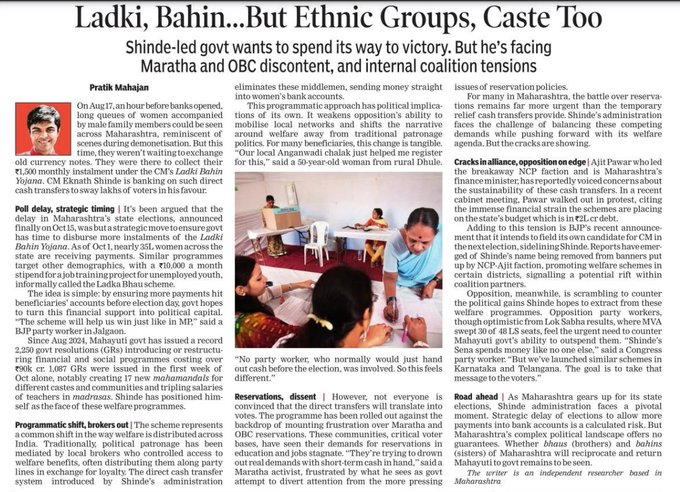 Ladki, Bahin...But Ethnic Groups, Caste Too
Shinde-led govt wants to spend its way to victory. But he's facing
Maratha and OBC discontent, and internal coalition tensions
Pratik Mahajan
On Aug 17, an hour before banks opened,
long queues of women accompanied
by male family members could be seen
across Maharashtra, reminiscent of
scenes during demonetisation. But this
time, they weren't waiting to exchange
old currency notes. They were there to collect their
₹1,500 monthly instalment under the CM's Ladki Bahin
Yojana. CM Eknath Shinde is banking on such direct
cash transfers to sway lakhs of voters in his favour.
Poll delay, strategic timing | It's been argued that the
delay in Maharashtra's state elections, announced
finally on Oct 15, was but a strategic move to ensure govt
has time to disburse more instalments of the Ladki
Bahin Yojana. As of Oct 1, nearly 35L women across the
state are receiving payments. Similar programmes
target other demographics, with a ₹10,000 a month
stipend for a job training project for unemployed youth,
informally called the Ladka Bhau scheme.
The idea is simple: by ensuring more payments hit
beneficiaries' accounts before election day, govt hopes
to turn this financial support into political capital.
"The scheme will help us win just like in MP," said a
BJP party worker in Jalgaon.
Since Aug 2024, Mahayuti govt has issued a record
2,250 govt resolutions (GRs) introducing or restructu-
ring financial and social programmes costing over
₹90k cr. 1,087 GRs were issued in the first week of
Oct alone, notably creating 17 new mahamandals for
different castes and communities and tripling salaries
of teachers in madrasas. Shinde has positioned him-
self as the face of these welfare programmes.
Programmatic shift, brokers out | The scheme represents
a common shift in the way welfare is distributed across
India. Traditionally, political patronage has been
mediated by local brokers who controlled access to
welfare benefits, often distributing them along party
lines in exchange for loyalty. The direct cash transfer
system introduced by Shinde's administration
eliminates these middlemen, sending money straight
into women's bank accounts.
This programmatic approach has political implica-
tions of its own. It weakens opposition's ability to
mobilise local networks and shifts the narrative
around welfare away from traditional patronage
politics. For many beneficiaries, this change is tangible.
"Our local Anganwadi chalak just helped me register
for this," said a 50-year-old woman from rural Dhule.
"No party worker, who normally would just hand
out cash before the election, was involved. So this
feels different."
Reservations, dissent | However, not everyone is
convinced that the direct transfers will translate into
votes. The programme has been rolled out against the
backdrop of mounting frustration over Maratha and
OBC reservations. These communities, critical voter
bases, have seen their demands for reservations in
education and jobs stagnate. "They're trying to drown
out real demands with short-term cash in hand," said a
Maratha activist, frustrated by what he sees as govt
attempt to divert attention from the more pressing
issues of reservation policies.
For many in Maharashtra, the battle over reserva-
tions remains far more urgent than the temporary
relief cash transfers provide. Shinde's administration
faces the challenge of balancing these competing
demands while pushing forward with its welfare
agenda. But the cracks are showing.
Cracks in alliance, opposition on edge | Ajit Pawar who led
the breakaway NCP faction and is Maharashtra's
finance minister, has reportedly voiced concerns about
the sustainability of these cash transfers. In a recent
cabinet meeting, Pawar walked out in protest, citing
the immense financial strain the schemes are placing
on the state's budget which is in ₹2L cr debt.
Adding to this tension is BJP's recent announce-
ment that it intends to field its own candidate for CM in
the next election, sidelining Shinde. Reports have emer-
ged of Shinde's name being removed from banners put
up by NCP-Ajit faction, promoting welfare schemes in
certain districts, signalling a potential rift within
coalition partners.
Opposition, meanwhile, is scrambling to counter
the political gains Shinde hopes to extract from these
welfare programmes. Opposition party workers,
though optimistic from Lok Sabha results, where MVA
swept 30 of 48 LS seats, feel the urgent need to counter
Mahayuti govt's ability to outspend them. "Shinde's
Sena spends money like no one else," said a Congress
party worker. "But we've launched similar schemes in
Karnataka and Telangana. The goal is to take that
message to the voters."
Road ahead | As Maharashtra gears up for its state
elections, Shinde administration faces a pivotal
moment. Strategic delay of elections to allow more
payments into bank accounts is a calculated risk. But
Maharashtra's complex political landscape offers no
guarantees. Whether bhaus (brothers) and bahins
(sisters) of Maharashtra will reciprocate and return
Mahayuti to govt remains to be seen.
The writer is an independent researcher based in
Maharashtra